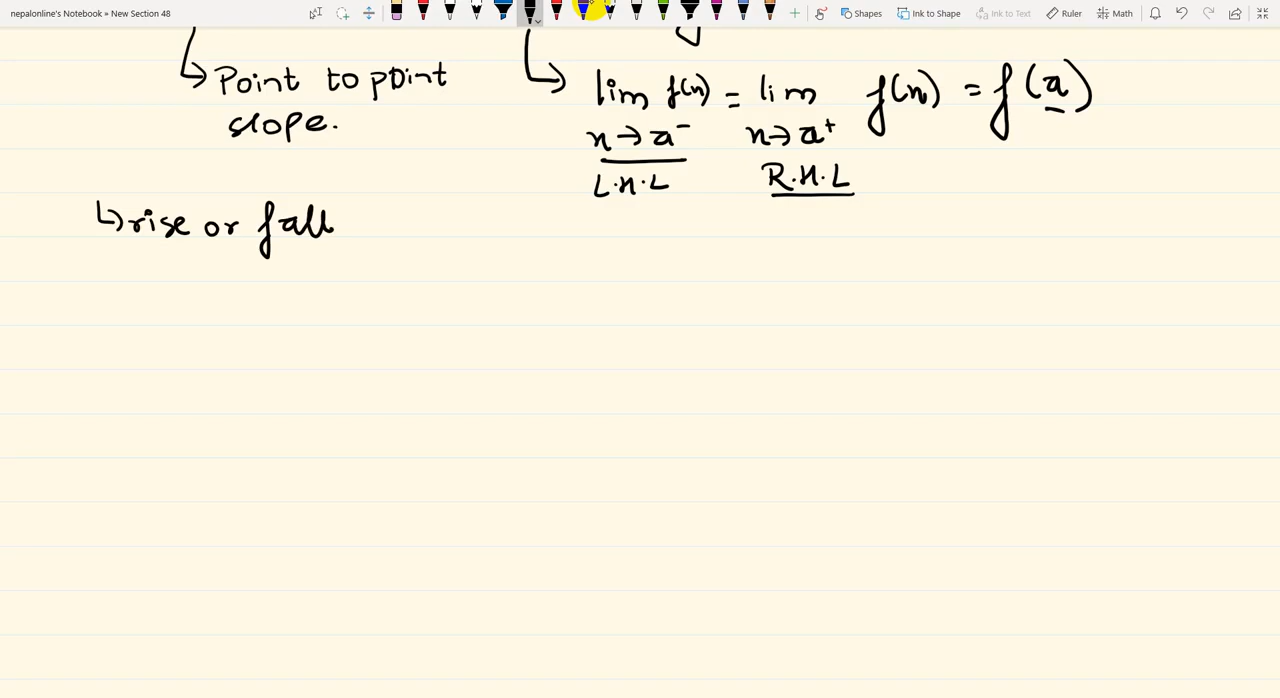 nepalonline's Notebook » New Section 48
Shapes Ink to Shape Ink to Text Ruler Math
Point to point
slope.
lim f(x) = lim f(x) = f(a)
x→a⁻ x→a⁺
L.H.L R.H.L
rise or fall